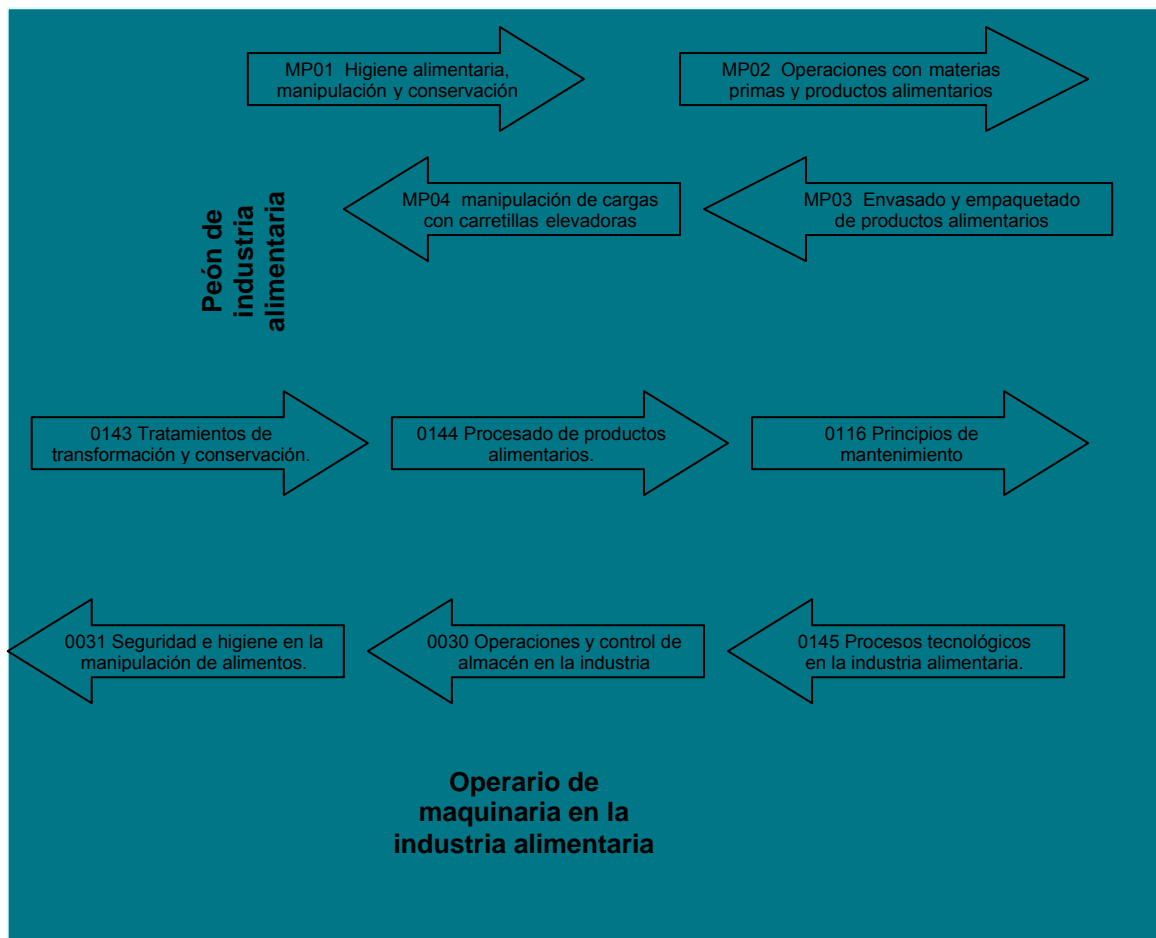 MP01  Higiene alimentaria,
manipulación y conservación
MP02  Operaciones con materias
primas y productos alimentarios
MP04  manipulación de cargas
con carretillas elevadoras
MP03  Envasado y empaquetado
de productos alimentarios
Peón de
industria
alimentaria
0143 Tratamientos de
transformación y conservación.
0144 Procesado de productos
alimentarios.
0116 Principios de
mantenimiento
0031 Seguridad e higiene en la
manipulación de alimentos.
0030 Operaciones y control de
almacén en la industria
0145 Procesos tecnológicos
en la industria alimentaria.
Operario de
maquinaria en la
industria alimentaria